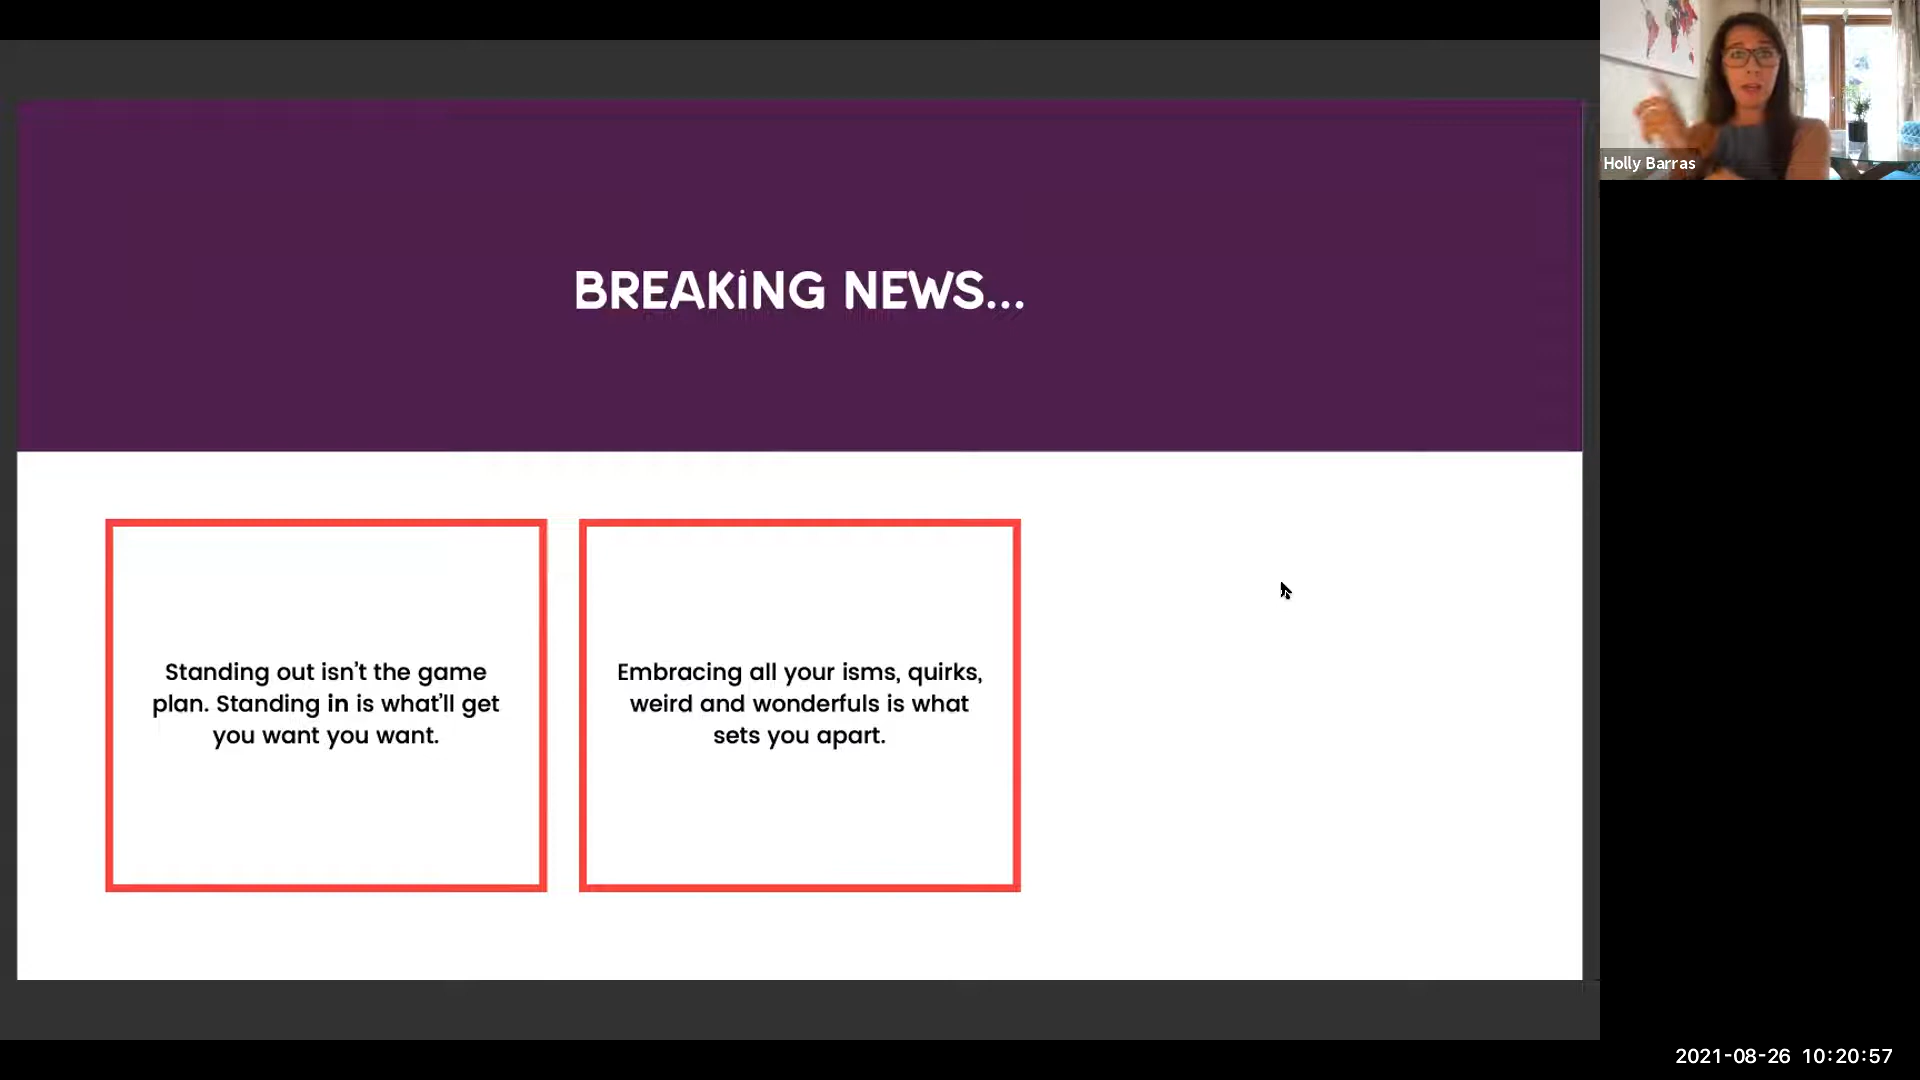 Holly Barras
BREAKING NEWS...
Standing out isn't the game
plan. Standing in is what'll get
you want you want.
Embracing all your isms, quirks,
weird and wonderfuls is what
sets you apart.
2021-08-26 10:20:57